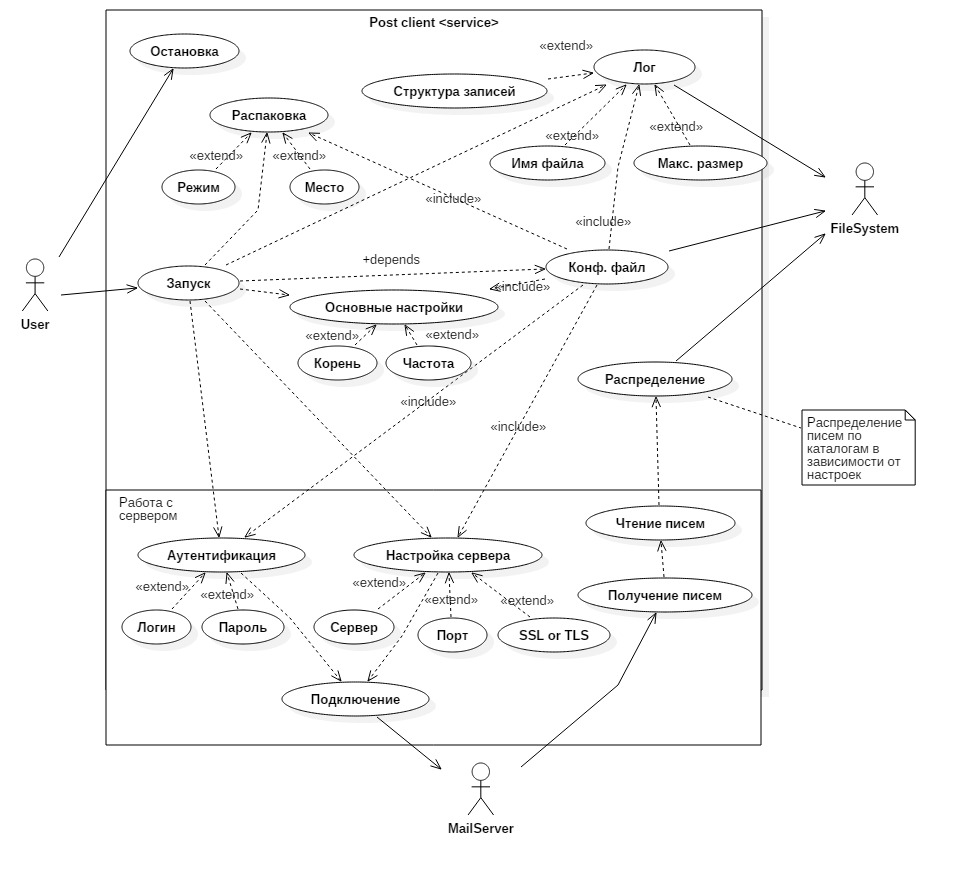 Post client <service>
Остановка
«extend»
Лог
Структура записей
Распаковка
«extend»
«extend»
Имя файла
Макс. размер
«extend»
«extend»
Режим
Место
«include»
«include»
FileSystem
+depends
Конф. файл
Запуск
«include»
Основные настройки
User
«extend»
«extend»
Корень
Частота
Распределение
«include»
«include»
Распределение
писем по
каталогам в
зависимости от
настроек
Работа с
сервером
Чтение писем
Аутентификация
Настройка сервера
«extend»
«extend»
«extend»
«extend»
«extend»
Получение писем
Логин
Пароль
Сервер
Порт
SSL or TLS
Подключение
MailServer